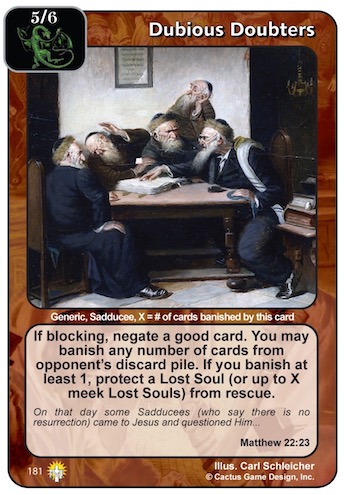 5/6
Dubious Doubters
Generic, Sadducee, X = # of cards banished by this card
If blocking, negate a good card. You may
banish any number of cards from
opponent's discard pile. If you banish at
least 1, protect a Lost Soul (or up to X
meek Lost Souls) from rescue.
On that day some Sadducees (who say there is no
resurrection) came to Jesus and questioned Him...
Matthew 22:23
181
Illus. Carl Schleicher
© Cactus Game Design, Inc.